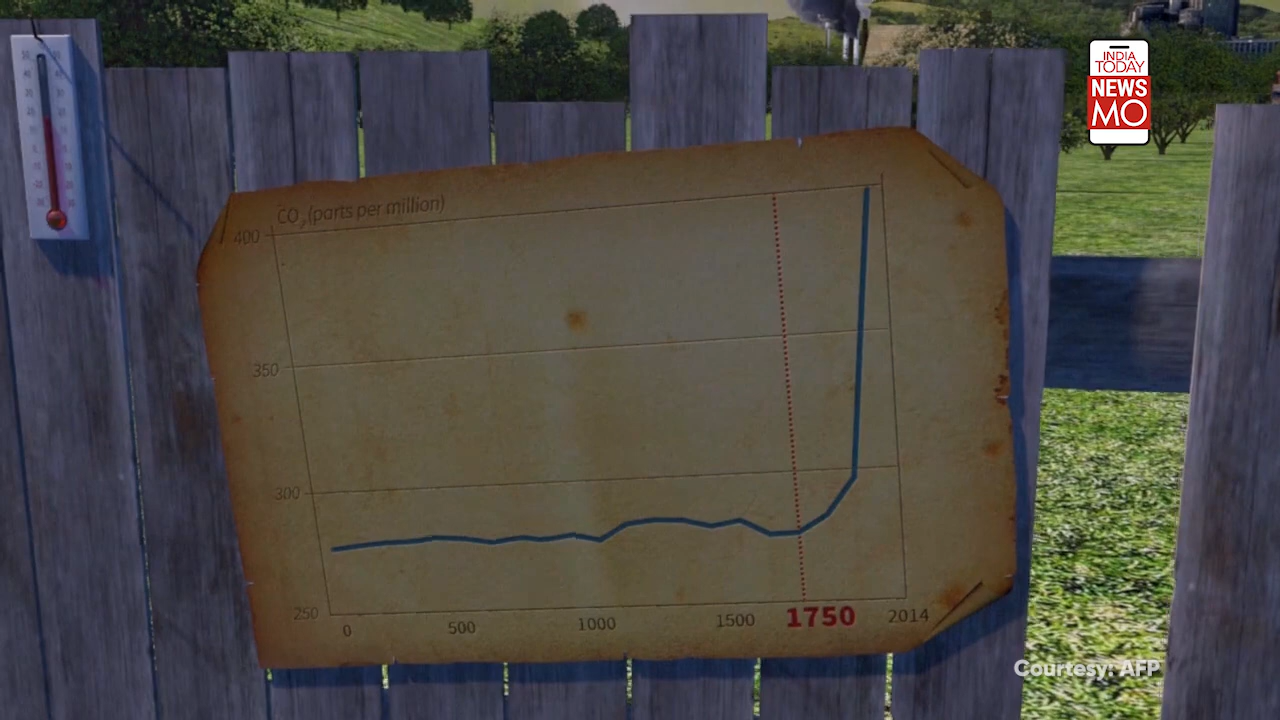 INDIA
TODAY
NEWS
MO
CO₂ (parts per million)
400
350
300
250
0
500
1000
1500
1750
2014
Courtesy: AFP